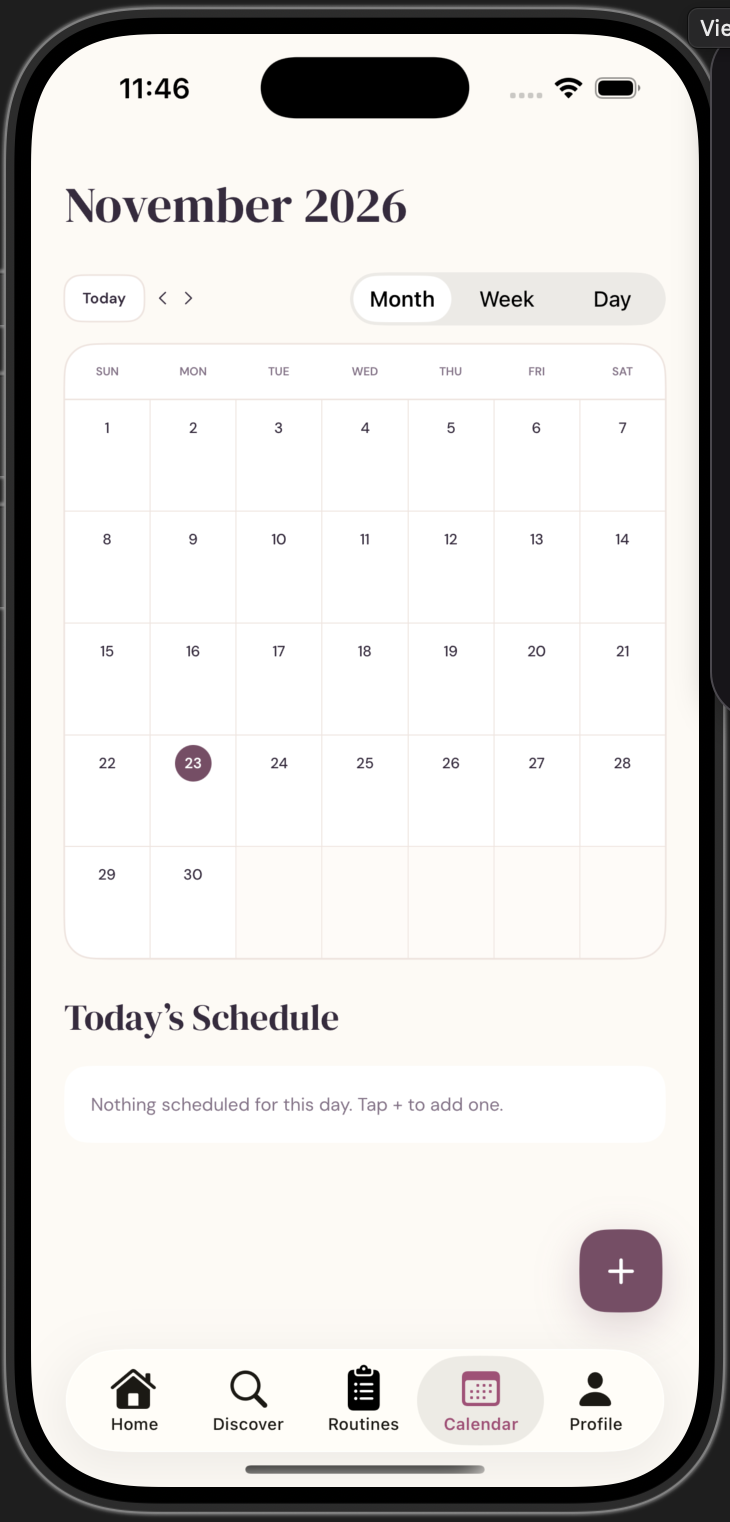 Vie
11:46
November 2026
Today Month Week Day
SUN MON TUE WED THU FRI SAT
1 2 3 4 5 6 7
8 9 10 11 12 13 14
15 16 17 18 19 20 21
22 23 24 25 26 27 28
29 30
Today’s Schedule
Nothing scheduled for this day. Tap + to add one.
Home Discover Routines Calendar Profile